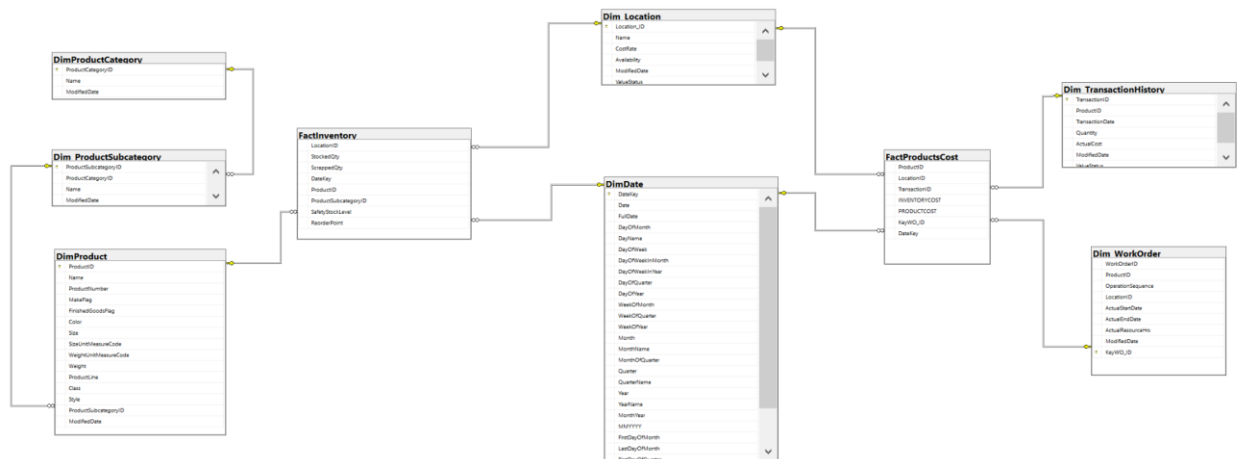 DimProductCategory
ProductCategoryID
Name
ModifiedDate
Dim_ProductSubcategory
ProductSubcategoryID
ProductCategoryID
Name
ModifiedDate
DimProduct
ProductID
Name
ProductNumber
MakeFlag
FinishedGoodsFlag
Color
Size
SizeUnitMeasureCode
WeightUnitMeasureCode
Weight
ProductLine
Class
Style
ProductSubcategoryID
ModifiedDate
FactInventory
LocationID
StockedQty
ScrappedQty
DateKey
ProductID
ProductSubcategoryID
SafetyStockLevel
ReorderPoint
Dim_Location
Location_ID
Name
CostRate
Availability
ModifiedDate
ValueStatus
DimDate
DateKey
Date
FullDate
DayOfMonth
DayName
DayOfWeek
DayOfWeekInMonth
DayOfWeekInYear
DayOfQuarter
DayOfYear
WeekOfMonth
WeekOfQuarter
WeekOfYear
Month
MonthName
MonthOfQuarter
Quarter
QuarterName
Year
YearName
MonthYear
MMYYYY
FirstDayOfMonth
LastDayOfMonth
FirstDayOfQuarter
FactProductsCost
ProductID
LocationID
TransactionID
INVENTORYCOST
PRODUCTCOST
KeyWO_ID
DateKey
Dim_TransactionHistory
TransactionID
ProductID
TransactionDate
Quantity
ActualCost
ModifiedDate
ValueStatus
Dim_WorkOrder
WorkOrderID
ProductID
OperationSequence
LocationID
ActualStartDate
ActualEndDate
ActualResourceHrs
ModifiedDate
KeyWO_ID